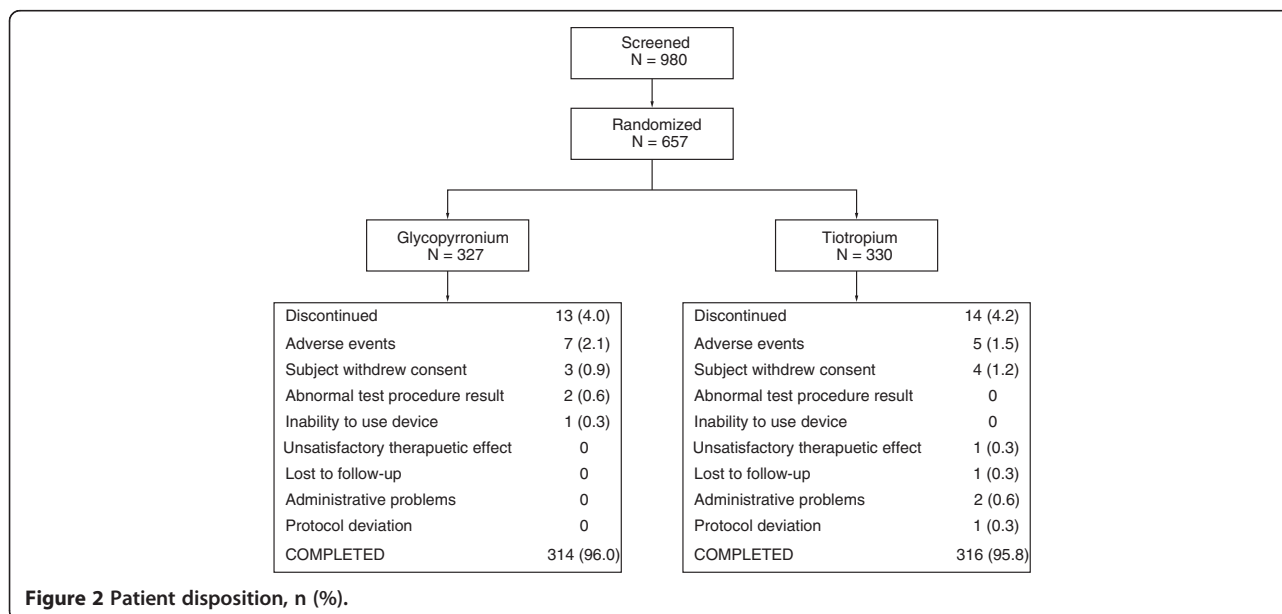 Screened
N = 980
Randomized
N = 657
Glycopyrronium
N = 327
Tiotropium
N = 330
Discontinued 13 (4.0)
Adverse events 7 (2.1)
Subject withdrew consent 3 (0.9)
Abnormal test procedure result 2 (0.6)
Inability to use device 1 (0.3)
Unsatisfactory therapuetic effect 0
Lost to follow-up 0
Administrative problems 0
Protocol deviation 0
COMPLETED 314 (96.0)
Discontinued 14 (4.2)
Adverse events 5 (1.5)
Subject withdrew consent 4 (1.2)
Abnormal test procedure result 0
Inability to use device 0
Unsatisfactory therapuetic effect 1 (0.3)
Lost to follow-up 1 (0.3)
Administrative problems 2 (0.6)
Protocol deviation 1 (0.3)
COMPLETED 316 (95.8)
Figure 2 Patient disposition, n (%).